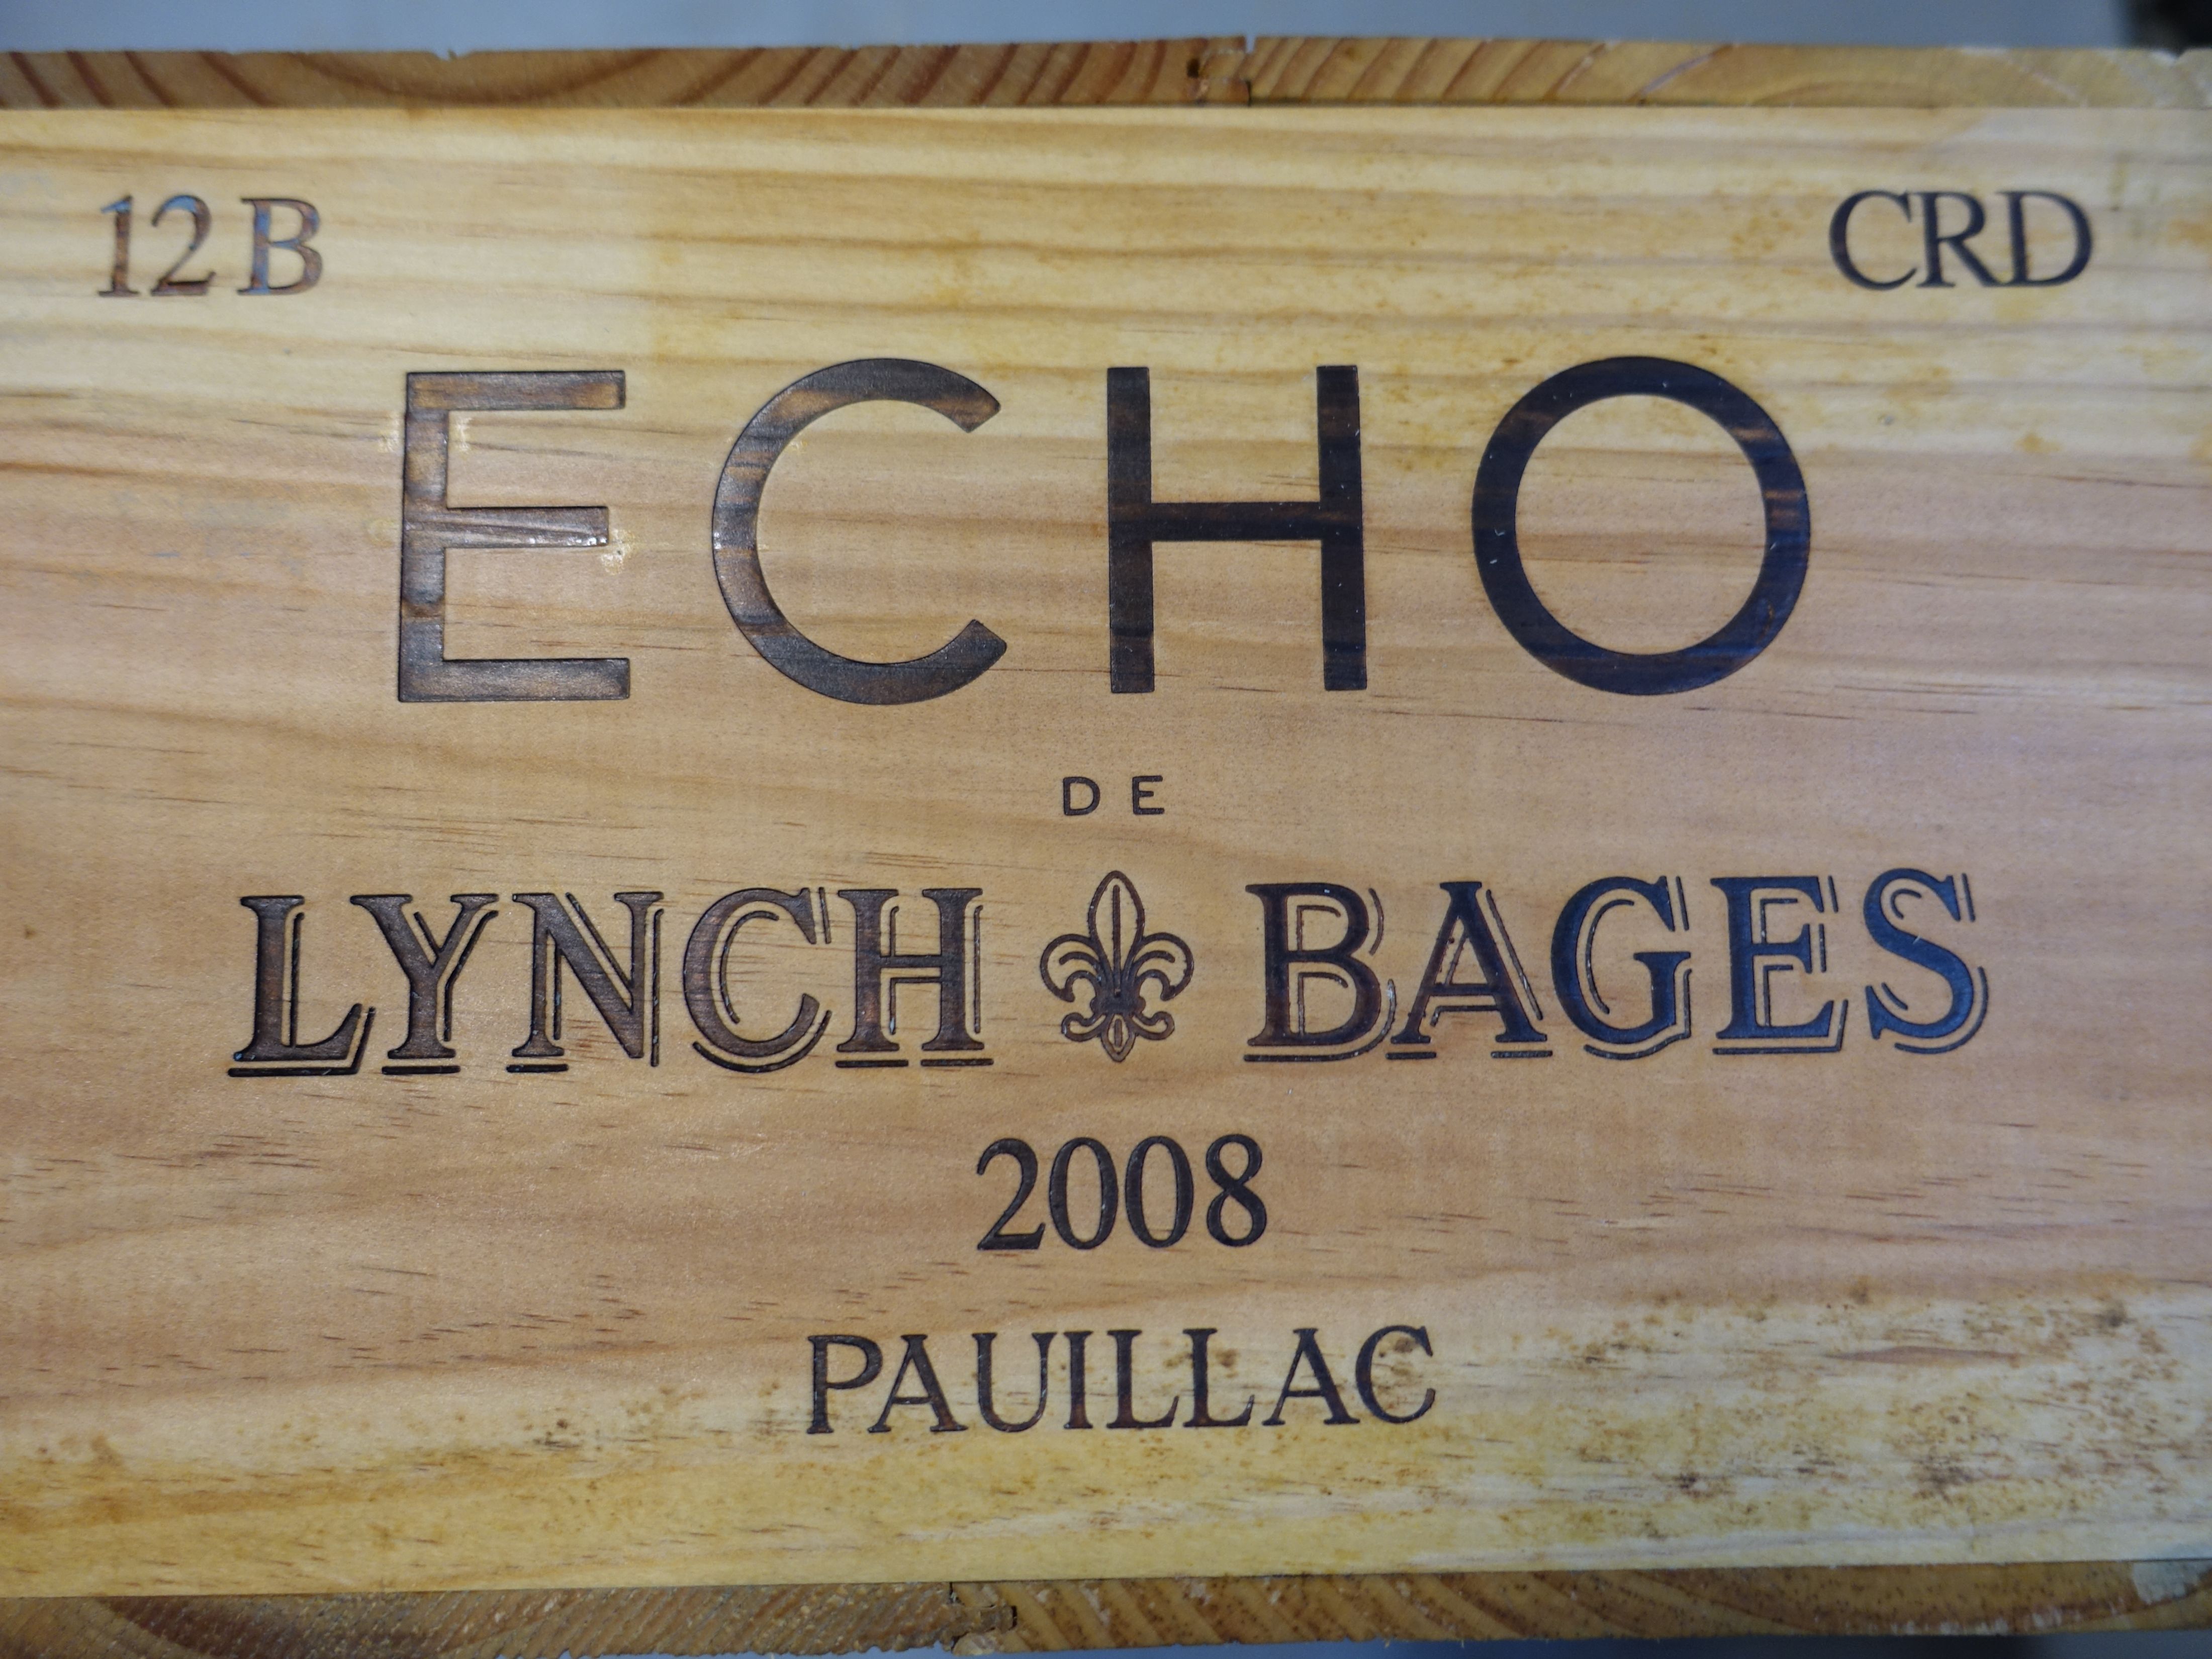 12 B CRD
ECHO
DE
LYNCH BAGES
2008
PAUILLAC